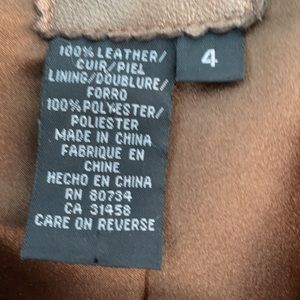 100% LEATHER/
CUIR/PIEL
LINING/DOUBLURE/
FORRO
100% POLYESTER/
POLIESTER
MADE IN CHINA
FABRIQUE EN
CHINE
HECHO EN CHINA
RN 80734
CA 31458
CARE ON REVERSE
4